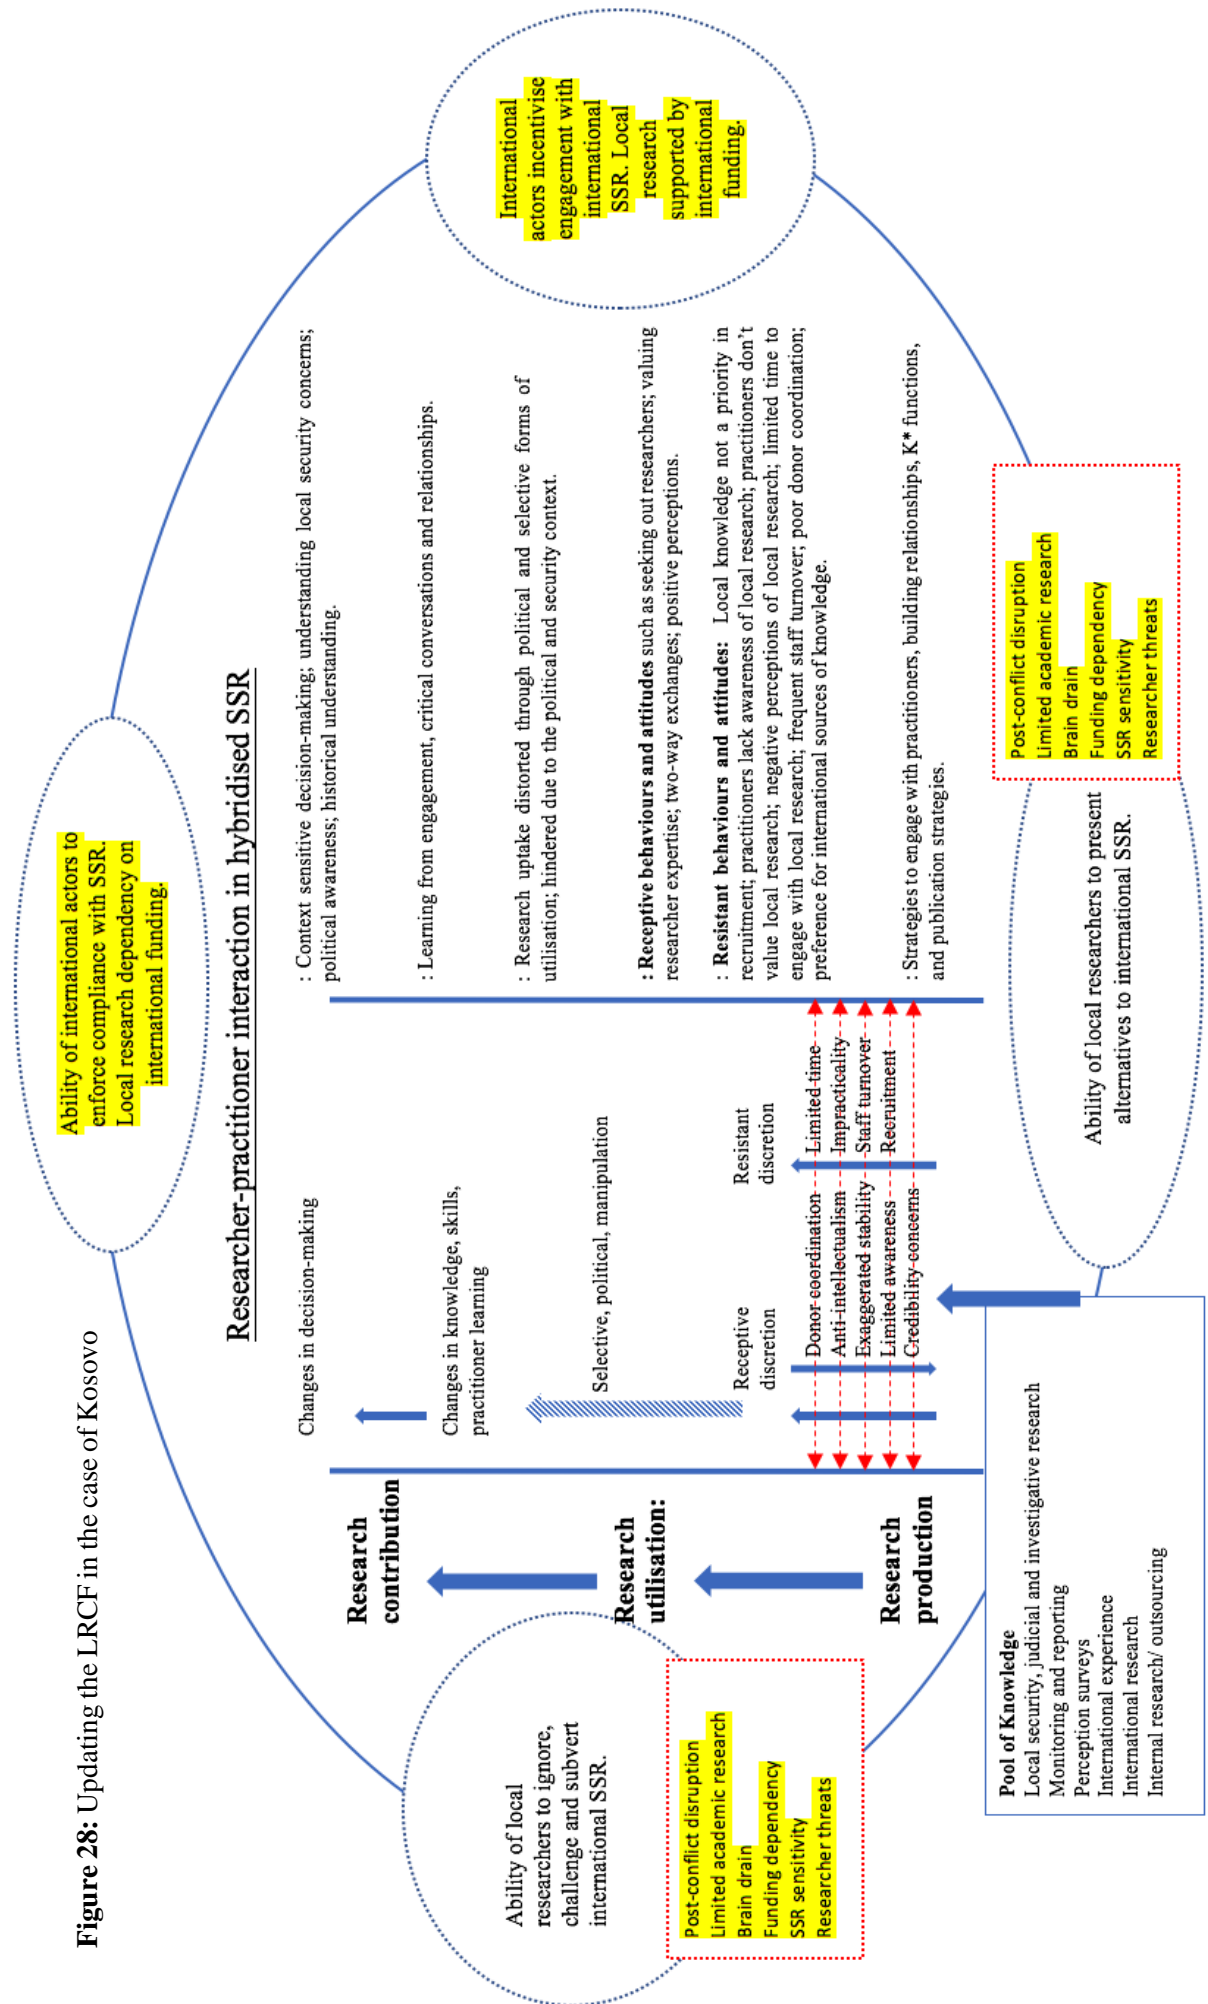 Figure 28: Updating the LRCF in the case of Kosovo
Ability of international actors to
enforce compliance with SSR.
Local research dependency on
international funding.
Researcher-practitioner interaction in hybridised SSR
Research
contribution
Changes in decision-making
: Context sensitive decision-making; understanding local security concerns;
political awareness; historical understanding.
Changes in knowledge, skills,
practitioner learning
: Learning from engagement, critical conversations and relationships.
Ability of local
researchers to ignore,
challenge and subvert
international SSR.
Research
utilisation:
Selective, political, manipulation
: Research uptake distorted through political and selective forms of
utilisation; hindered due to the political and security context.
International
actors incentivise
engagement with
international
SSR. Local
research
supported by
international
funding.
Receptive
discretion
Resistant
discretion
: Receptive behaviours and attitudes such as seeking out researchers; valuing
researcher expertise; two-way exchanges; positive perceptions.
: Resistant behaviours and attitudes: Local knowledge not a priority in
recruitment; practitioners lack awareness of local research; practitioners don't
value local research; negative perceptions of local research; limited time to
engage with local research; frequent staff turnover; poor donor coordination;
preference for international sources of knowledge.
Post-conflict disruption
Limited academic research
Brain drain
Funding dependency
SSR sensitivity
Researcher threats
Research
production
Donor coordination Limited time
Anti-intellectualism Impracticality
Exaggerated stability Staff turnover
Limited awareness Recruitment
Credibility concerns
: Strategies to engage with practitioners, building relationships, K* functions,
and publication strategies.
Pool of Knowledge
Local security, judicial and investigative research
Monitoring and reporting
Perception surveys
International experience
International research
Internal research/ outsourcing
Ability of local researchers to present
alternatives to international SSR.
Post-conflict disruption
Limited academic research
Brain drain
Funding dependency
SSR sensitivity
Researcher threats